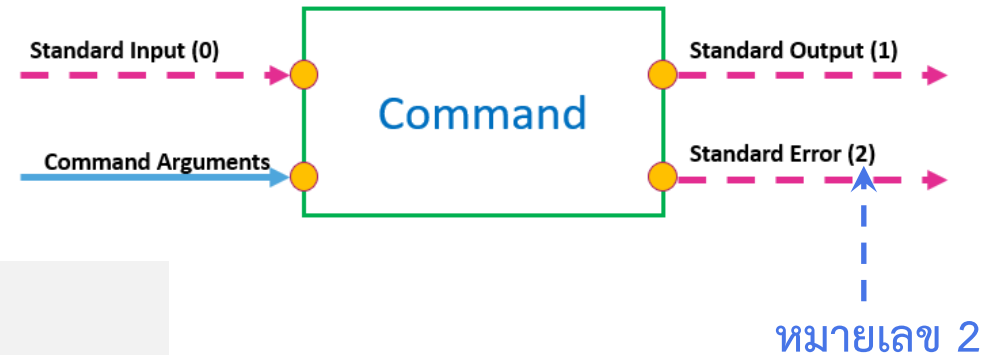 Standard Input (0)
Standard Output (1)
Command
Command Arguments
Standard Error (2)
หมายเลข 2